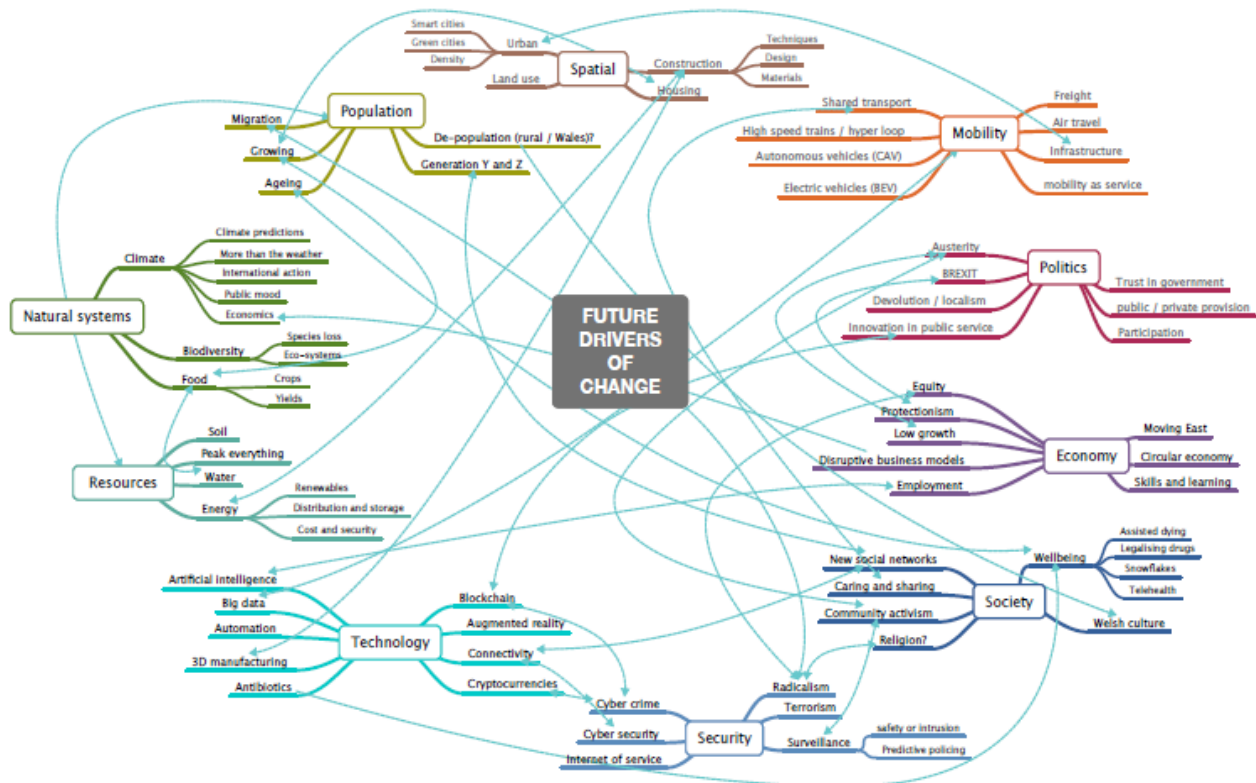 Smart cities
Green cities
Density
Urban
Land use
Spatial
Construction
Housing
Techniques
Design
Materials
Population
Migration
Growing
Ageing
De-population (rural / Wales)?
Generation Y and Z
Shared transport
High speed trains / hyper loop
Autonomous vehicles (CAV)
Electric vehicles (BEV)
Mobility
Freight
Air travel
Infrastructure
mobility as service
Natural systems
Climate
Climate predictions
More than the weather
International action
Public mood
Economics
Biodiversity
Species loss
Eco-systems
Food
Crops
Yields
FUTURE
DRIVERS
OF
CHANGE
Austerity
BREXIT
Devolution / localism
Innovation in public service
Politics
Trust in government
public / private provision
Participation
Equity
Protectionism
Low growth
Disruptive business models
Employment
Economy
Moving East
Circular economy
Skills and learning
Resources
Soil
Peak everything
Water
Energy
Renewables
Distribution and storage
Cost and security
Artificial intelligence
Big data
Automation
3D manufacturing
Antibiotics
Technology
Blockchain
Augmented reality
Connectivity
Cryptocurrencies
New social networks
Caring and sharing
Community activism
Religion?
Society
Wellbeing
Assisted dying
Legalising drugs
Snowflakes
Telehealth
Welsh culture
Cyber crime
Cyber security
Internet of service
Security
Radicalism
Terrorism
Surveillance
safety or intrusion
Predictive policing